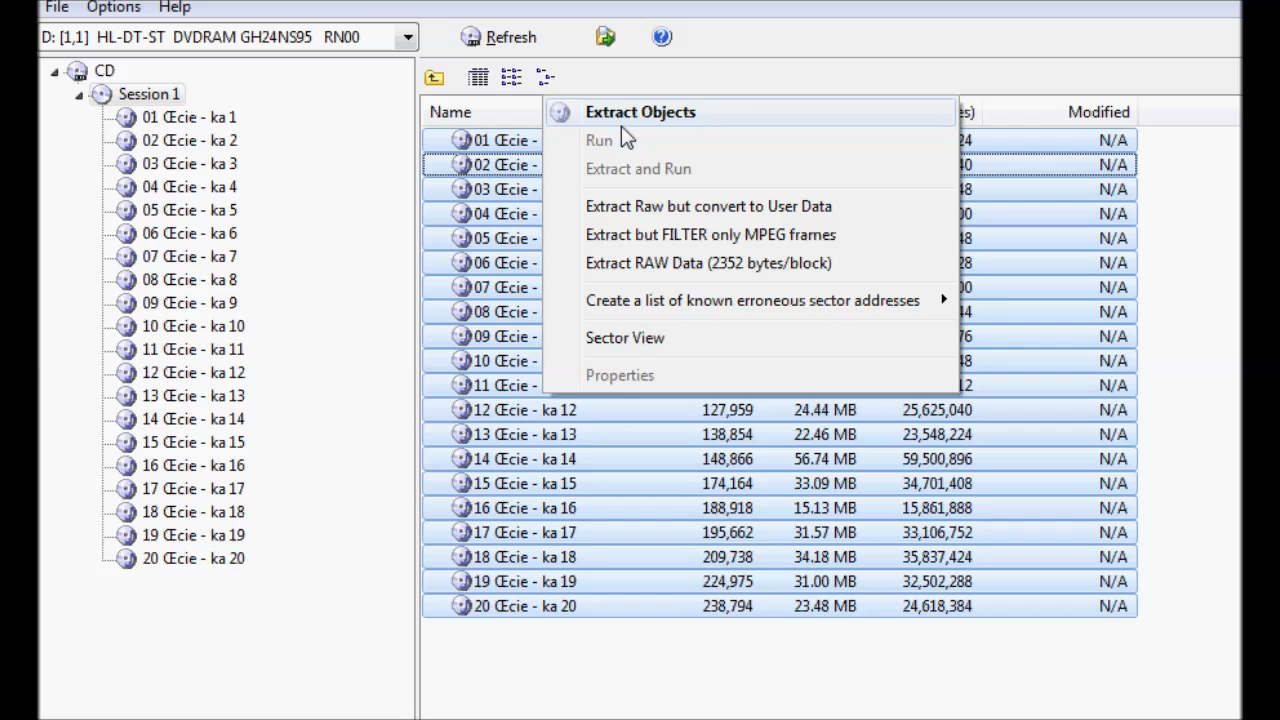 File Options Help
D: [1,1] HL-DT-ST DVDRAM GH24NS95 RN00
Refresh
CD
Session 1
01 Œcie - ka 1
02 Œcie - ka 2
03 Œcie - ka 3
04 Œcie - ka 4
05 Œcie - ka 5
06 Œcie - ka 6
07 Œcie - ka 7
08 Œcie - ka 8
09 Œcie - ka 9
10 Œcie - ka 10
11 Œcie - ka 11
12 Œcie - ka 12
13 Œcie - ka 13
14 Œcie - ka 14
15 Œcie - ka 15
16 Œcie - ka 16
17 Œcie - ka 17
18 Œcie - ka 18
19 Œcie - ka 19
20 Œcie - ka 20
Name es) Modified
01 Œcie - 24 N/A
02 Œcie - 40 N/A
03 Œcie - 48 N/A
04 Œcie - 00 N/A
05 Œcie - 48 N/A
06 Œcie - 28 N/A
07 Œcie - 00 N/A
08 Œcie - 44 N/A
09 Œcie - 76 N/A
10 Œcie - 48 N/A
11 Œcie - 12 N/A
12 Œcie - ka 12 127,959 24.44 MB 25,625,040 N/A
13 Œcie - ka 13 138,854 22.46 MB 23,548,224 N/A
14 Œcie - ka 14 148,866 56.74 MB 59,500,896 N/A
15 Œcie - ka 15 174,164 33.09 MB 34,701,408 N/A
16 Œcie - ka 16 188,918 15.13 MB 15,861,888 N/A
17 Œcie - ka 17 195,662 31.57 MB 33,106,752 N/A
18 Œcie - ka 18 209,738 34.18 MB 35,837,424 N/A
19 Œcie - ka 19 224,975 31.00 MB 32,502,288 N/A
20 Œcie - ka 20 238,794 23.48 MB 24,618,384 N/A
Extract Objects
Run
Extract and Run
Extract Raw but convert to User Data
Extract but FILTER only MPEG frames
Extract RAW Data (2352 bytes/block)
Create a list of known erroneous sector addresses
Sector View
Properties